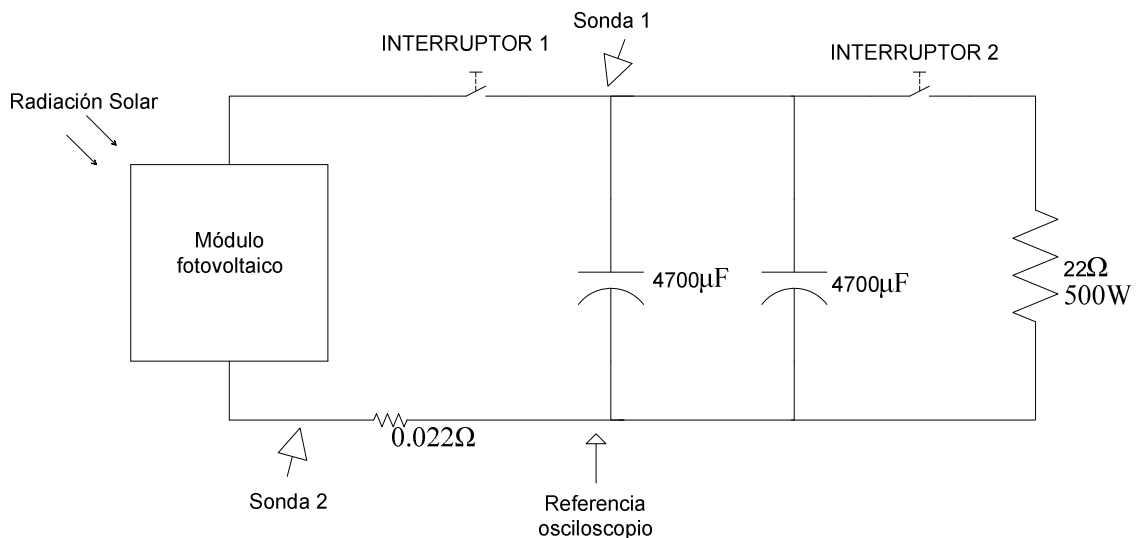 Sonda 1
INTERRUPTOR 1
INTERRUPTOR 2
Radiación Solar
Módulo
fotovoltaico
4700µF
4700µF
22Ω
500W
0.022Ω
Sonda 2
Referencia
osciloscopio